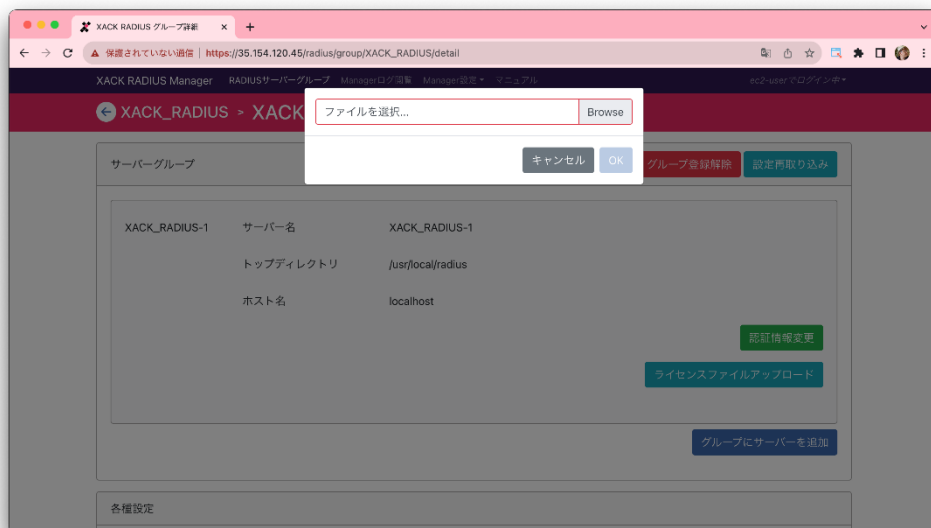 XACK RADIUS グループ詳細
保護されていない通信 | https://35.154.120.45/radius/group/XACK_RADIUS/detail
XACK RADIUS Manager RADIUSサーバーグループ Managerログ閲覧 Manager設定 マニュアル ec2-userでログイン中
XACK_RADIUS > XACK
ファイルを選択... Browse
キャンセル OK
サーバーグループ グループ登録解除 設定再取り込み
XACK_RADIUS-1 サーバー名 XACK_RADIUS-1
トップディレクトリ /usr/local/radius
ホスト名 localhost
認証情報変更
ライセンスファイルアップロード
グループにサーバーを追加
各種設定